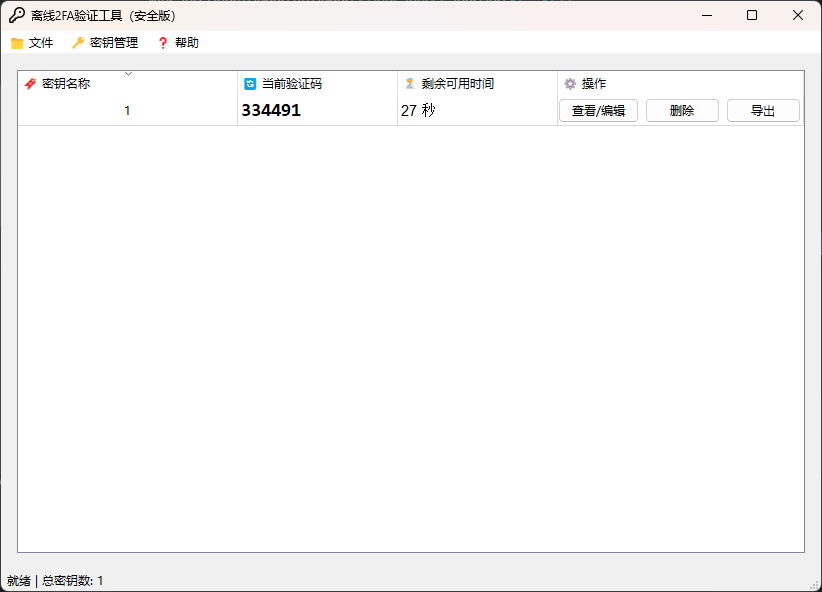 离线2FA验证工具（安全版）
文件 密钥管理 帮助
密钥名称 当前验证码 剩余可用时间 操作
1 334491 27 秒 查看/编辑 删除 导出
就绪 | 总密钥数: 1